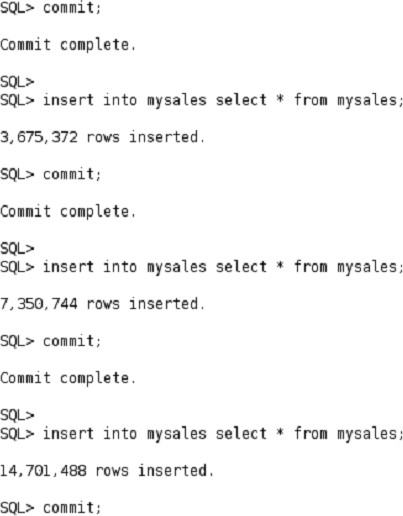 SQL> commit;
Commit complete.
SQL>
SQL> insert into mysales select * from mysales;
3,675,372 rows inserted.
SQL> commit;
Commit complete.
SQL>
SQL> insert into mysales select * from mysales;
7,350,744 rows inserted.
SQL> commit;
Commit complete.
SQL>
SQL> insert into mysales select * from mysales;
14,701,488 rows inserted.
SQL> commit;